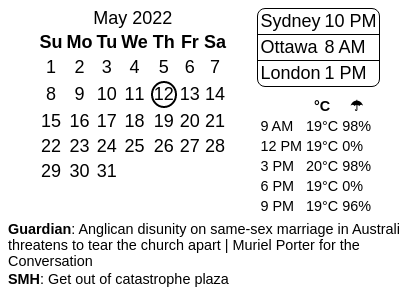 May 2022
Su Mo Tu We Th Fr Sa
1 2 3 4 5 6 7
8 9 10 11 12 13 14
15 16 17 18 19 20 21
22 23 24 25 26 27 28
29 30 31
Sydney 10 PM
Ottawa 8 AM
London 1 PM
°C ☂
9 AM 19°C 98%
12 PM 19°C 0%
3 PM 20°C 98%
6 PM 19°C 0%
9 PM 19°C 96%
Guardian: Anglican disunity on same-sex marriage in Australi
threatens to tear the church apart | Muriel Porter for the
Conversation
SMH: Get out of catastrophe plaza